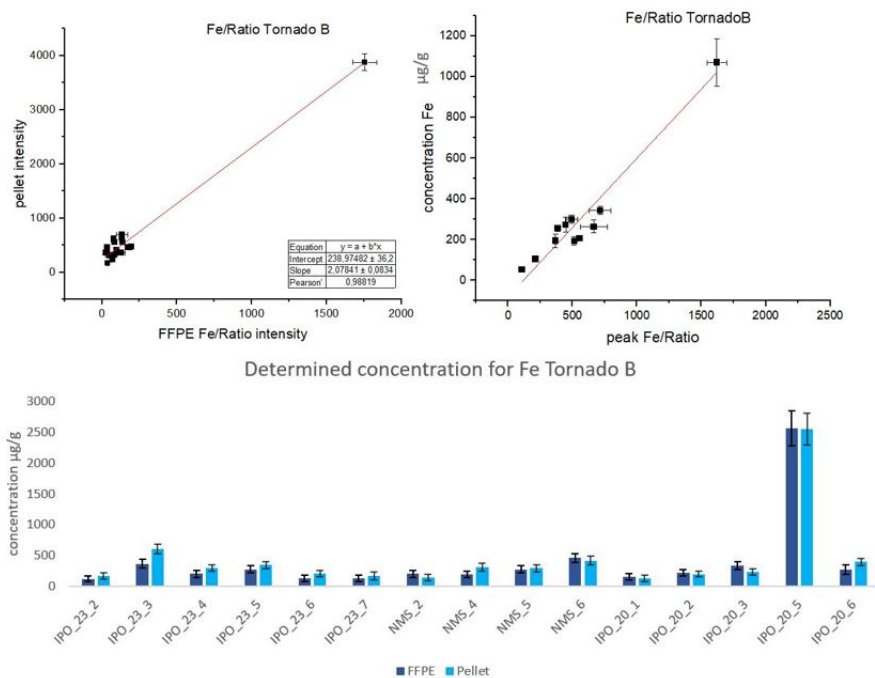 Fe/Ratio Tornado B
pellet intensity
4000
3000
2000
1000
0
0
500
1000
1500
2000
FFPE Fe/Ratio intensity
Equation y = a + b*x
Intercept 238,97482 ± 36,2
Slope 2,07841 ± 0,0834
Pearson' 0,98819
Fe/Ratio TornadoB
µg/g
concentration Fe
1200
1000
800
600
400
200
0
0
500
1000
1500
2000
2500
peak Fe/Ratio
Determined concentration for Fe Tornado B
concentration µg/g
3000
2500
2000
1500
1000
500
0
IPO_23_2
IPO_23_3
IPO_23_4
IPO_23_5
IPO_23_6
IPO_23_7
NMS_2
NMS_4
NMS_5
NMS_6
IPO_20_1
IPO_20_2
IPO_20_3
IPO_20_5
IPO_20_6
FFPE Pellet